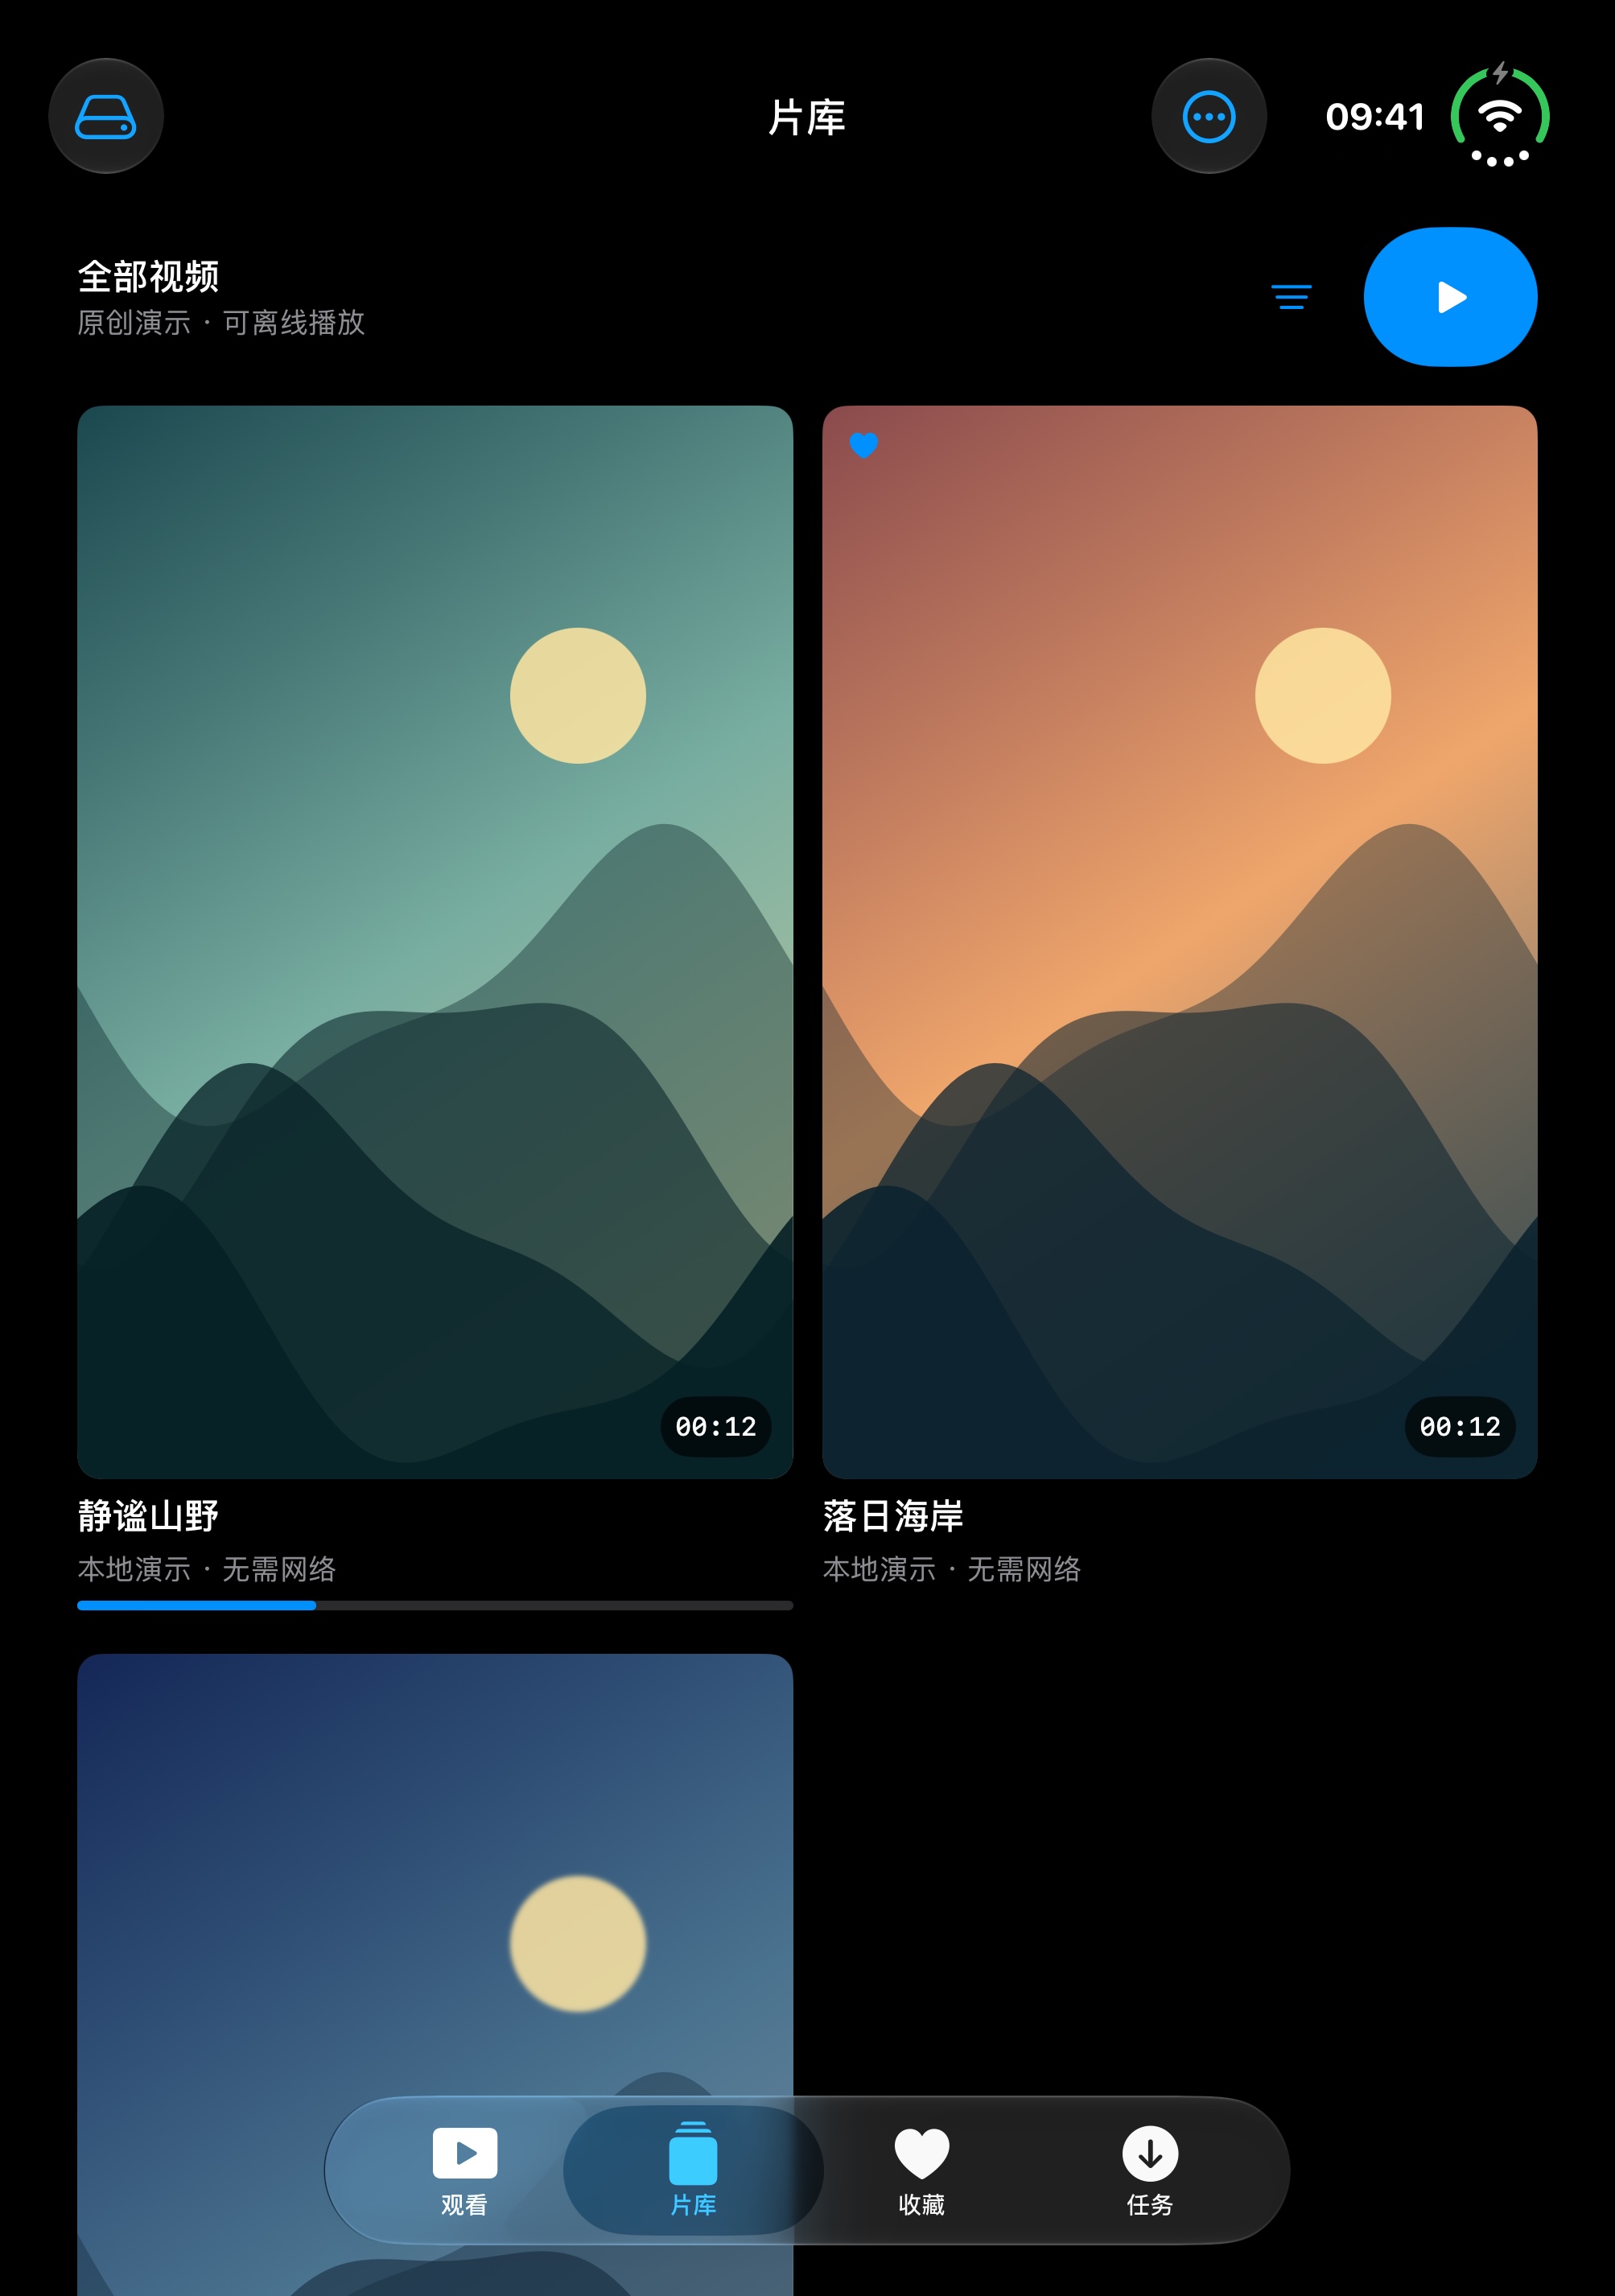 片库
09:41
全部视频
原创演示 · 可离线播放
00:12
00:12
静谧山野
落日海岸
本地演示 · 无需网络
本地演示 · 无需网络
观看
片库
收藏
任务